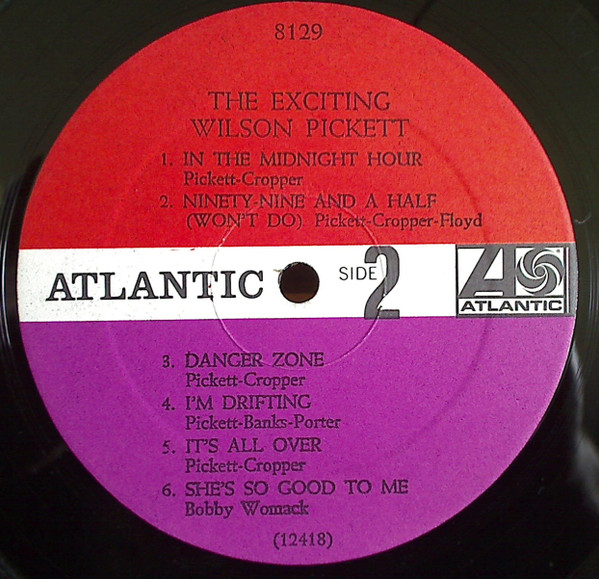 8129
THE EXCITING
WILSON PICKETT
1. IN THE MIDNIGHT HOUR
Pickett-Cropper
2. NINETY-NINE AND A HALF
(WON'T DO) Pickett-Cropper-Floyd
ATLANTIC SIDE 2 ATLANTIC
3. DANGER ZONE
Pickett-Cropper
4. I'M DRIFTING
Pickett-Banks-Porter
5. IT'S ALL OVER
Pickett-Cropper
6. SHE'S SO GOOD TO ME
Bobby Womack
(12418)